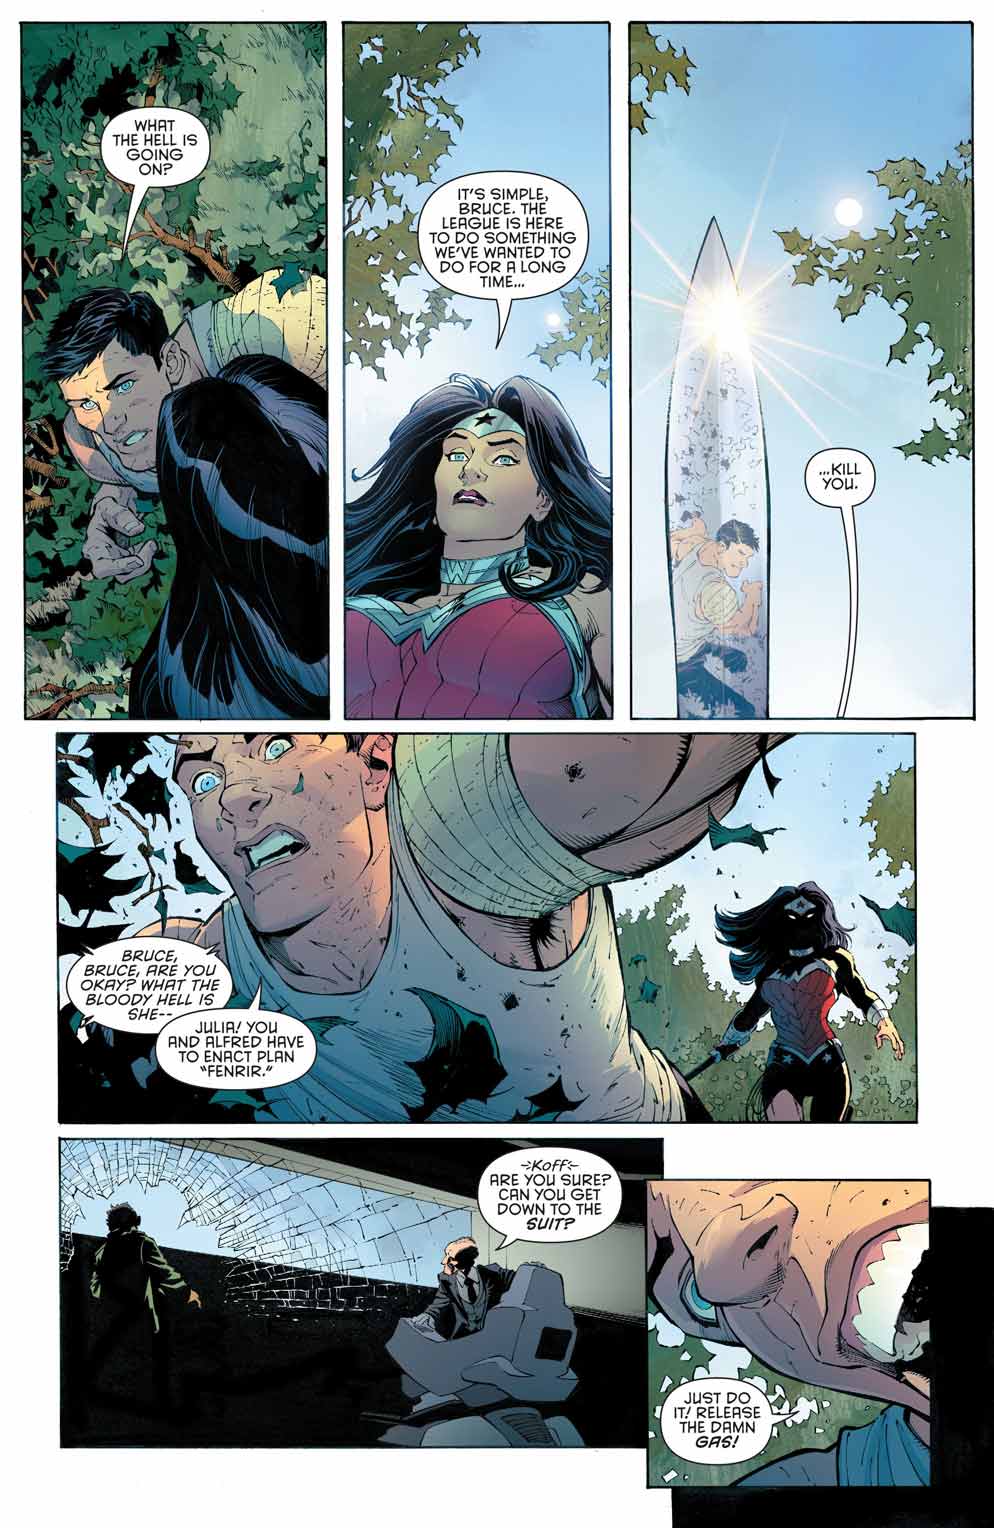 WHAT
THE HELL IS
GOING
ON?
IT'S SIMPLE,
BRUCE. THE
LEAGUE IS HERE
TO DO SOMETHING
WE'VE WANTED TO
DO FOR A LONG
TIME...
...KILL
YOU.
BRUCE,
BRUCE, ARE YOU
OKAY? WHAT THE
BLOODY HELL IS
SHE--
JULIA! YOU
AND ALFRED HAVE
TO ENACT PLAN
"FENRIR."
KOFF
ARE YOU SURE?
CAN YOU GET
DOWN TO THE
SUIT?
JUST DO
IT! RELEASE
THE DAMN
GAS!